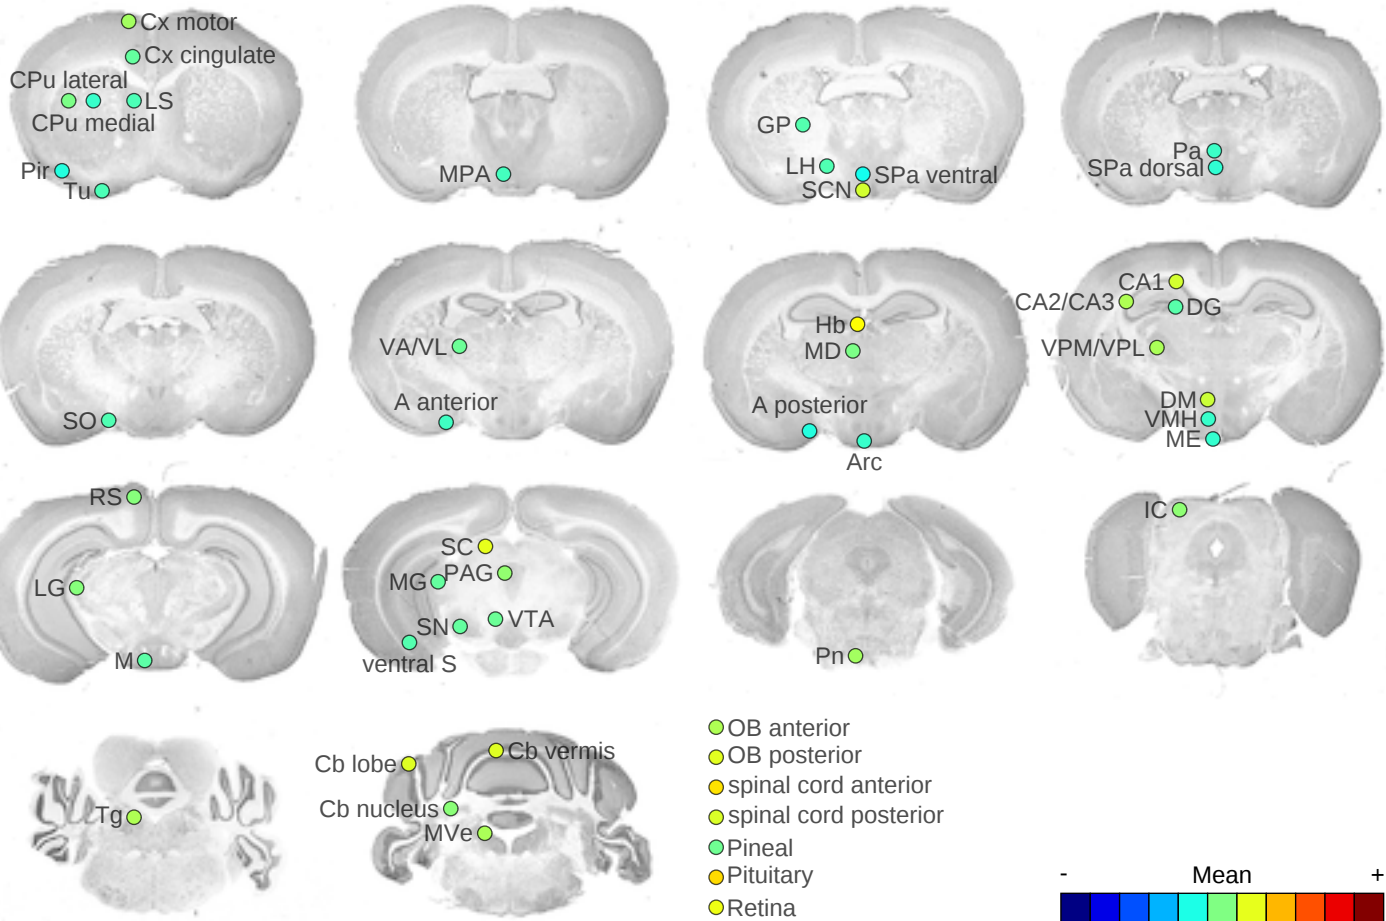 Cx motor
Cx cingulate
CPu lateral
LS
CPu medial
Pir
Tu
MPA
GP
LH
SPa ventral
SCN
Pa
SPa dorsal
SO
VA/VL
A anterior
Hb
MD
A posterior
Arc
CA1
CA2/CA3
DG
VPM/VPL
DM
VMH
ME
RS
LG
M
SC
PAG
MG
VTA
SN
ventral S
Pn
IC
Tg
Cb lobe
Cb vermis
Cb nucleus
MVe
OB anterior
OB posterior
spinal cord anterior
spinal cord posterior
Pineal
Pituitary
Retina
- Mean +